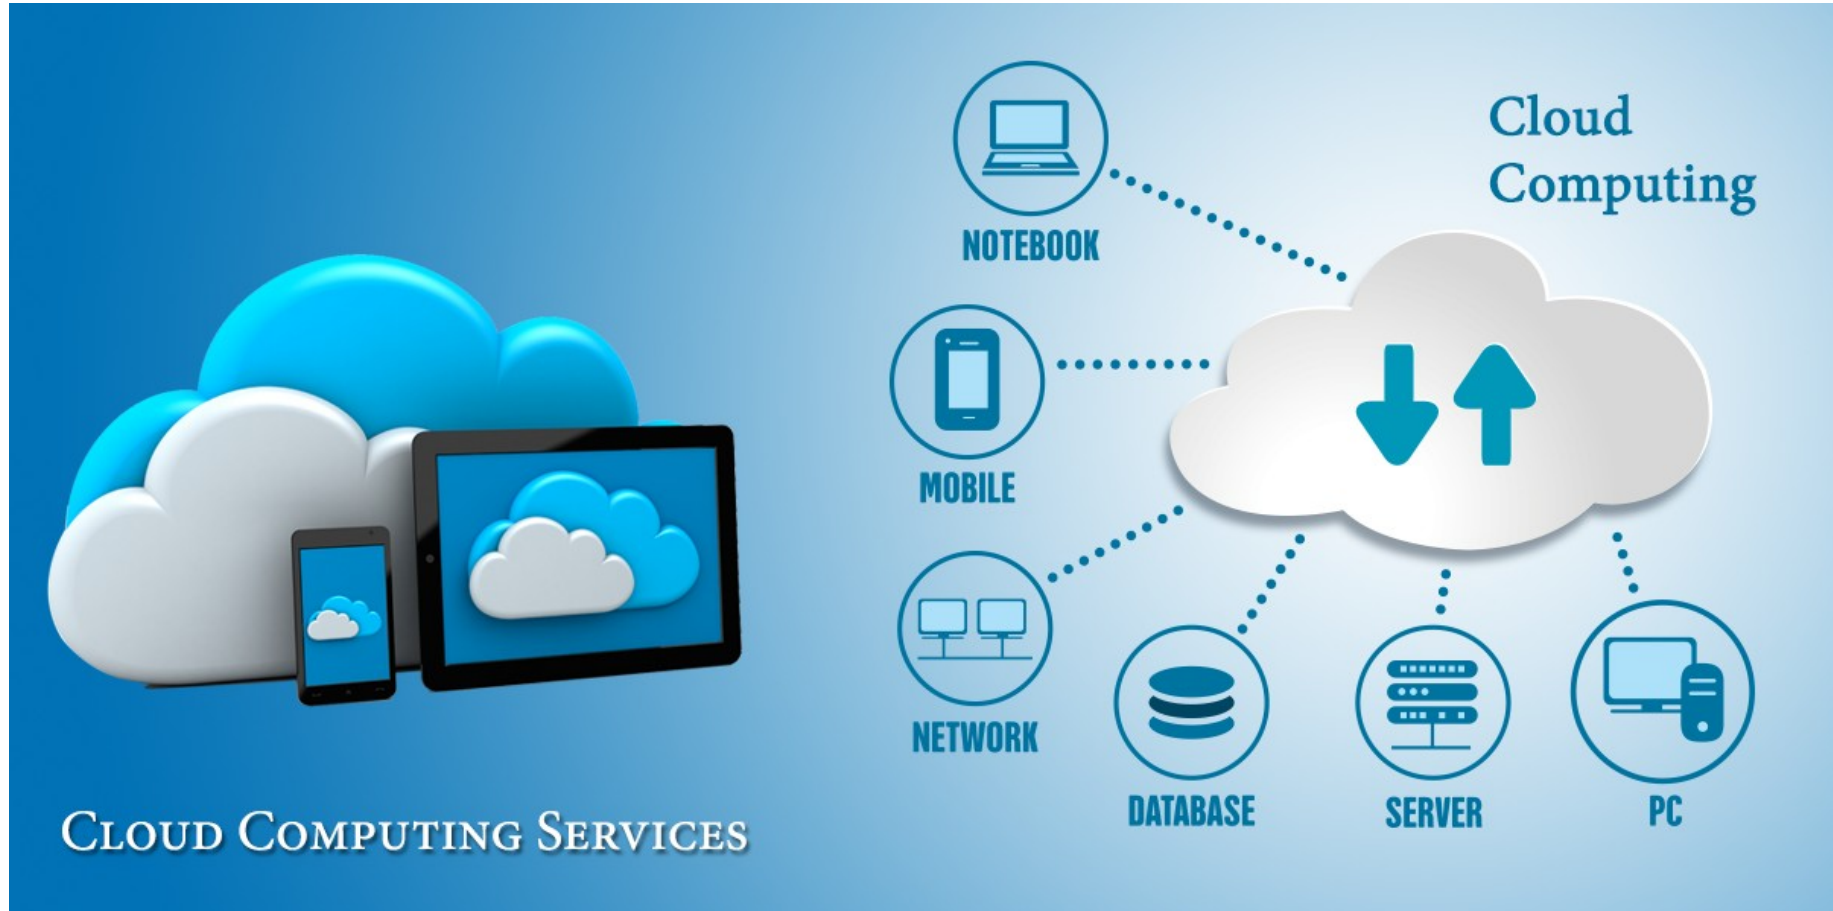 Cloud
Computing
NOTEBOOK
MOBILE
NETWORK
DATABASE
SERVER
PC
CLOUD COMPUTING SERVICES